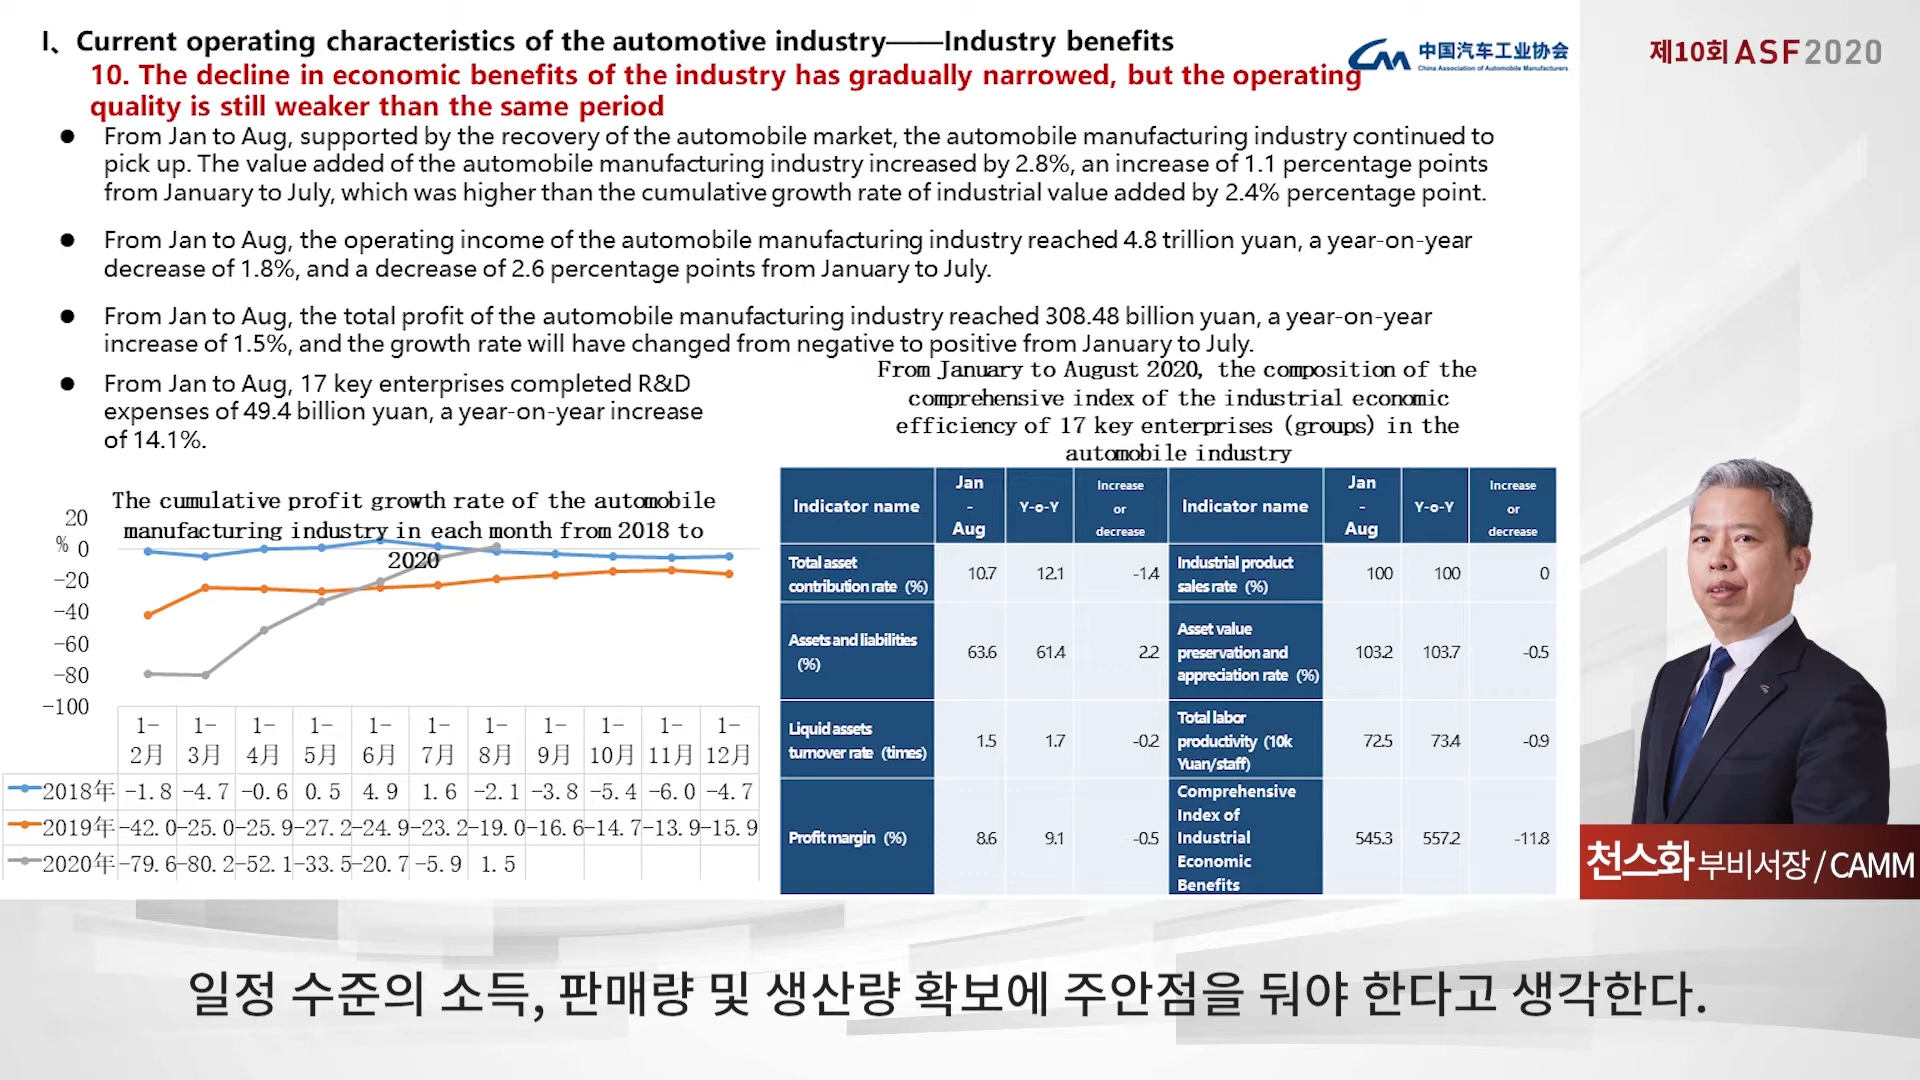 I、Current operating characteristics of the automotive industry——Industry benefits
10. The decline in economic benefits of the industry has gradually narrowed, but the operating
quality is still weaker than the same period
中国汽车工业协会
China Association of Automobile Manufacturers
제10회 ASF2020
● From Jan to Aug, supported by the recovery of the automobile market, the automobile manufacturing industry continued to
pick up. The value added of the automobile manufacturing industry increased by 2.8%, an increase of 1.1 percentage points
from January to July, which was higher than the cumulative growth rate of industrial value added by 2.4% percentage point.
● From Jan to Aug, the operating income of the automobile manufacturing industry reached 4.8 trillion yuan, a year-on-year
decrease of 1.8%, and a decrease of 2.6 percentage points from January to July.
● From Jan to Aug, the total profit of the automobile manufacturing industry reached 308.48 billion yuan, a year-on-year
increase of 1.5%, and the growth rate will have changed from negative to positive from January to July.
● From Jan to Aug, 17 key enterprises completed R&D
expenses of 49.4 billion yuan, a year-on-year increase
of 14.1%.
The cumulative profit growth rate of the automobile
manufacturing industry in each month from 2018 to
2020
%
20
0
-20
-40
-60
-80
-100
1-2月 1-3月 1-4月 1-5月 1-6月 1-7月 1-8月 1-9月 1-10月 1-11月 1-12月
2018年 -1.8 -4.7 -0.6 0.5 4.9 1.6 -2.1 -3.8 -5.4 -6.0 -4.7
2019年 -42.0 -25.0 -25.9 -27.2 -24.9 -23.2 -19.0 -16.6 -14.7 -13.9 -15.9
2020年 -79.6 -80.2 -52.1 -33.5 -20.7 -5.9 1.5
From January to August 2020, the composition of the
comprehensive index of the industrial economic
efficiency of 17 key enterprises (groups) in the
automobile industry
Indicator name Jan - Aug Y-o-Y Increase or decrease Indicator name Jan - Aug Y-o-Y Increase or decrease
Total asset contribution rate (%) 10.7 12.1 -1.4 Industrial product sales rate (%) 100 100 0
Assets and liabilities (%) 63.6 61.4 2.2 Asset value preservation and appreciation rate (%) 103.2 103.7 -0.5
Liquid assets turnover rate (times) 1.5 1.7 -0.2 Total labor productivity (10k Yuan/staff) 72.5 73.4 -0.9
Profit margin (%) 8.6 9.1 -0.5 Comprehensive Index of Industrial Economic Benefits 545.3 557.2 -11.8
천스화 부비서장 / CAMM
일정 수준의 소득, 판매량 및 생산량 확보에 주안점을 둬야 한다고 생각한다.